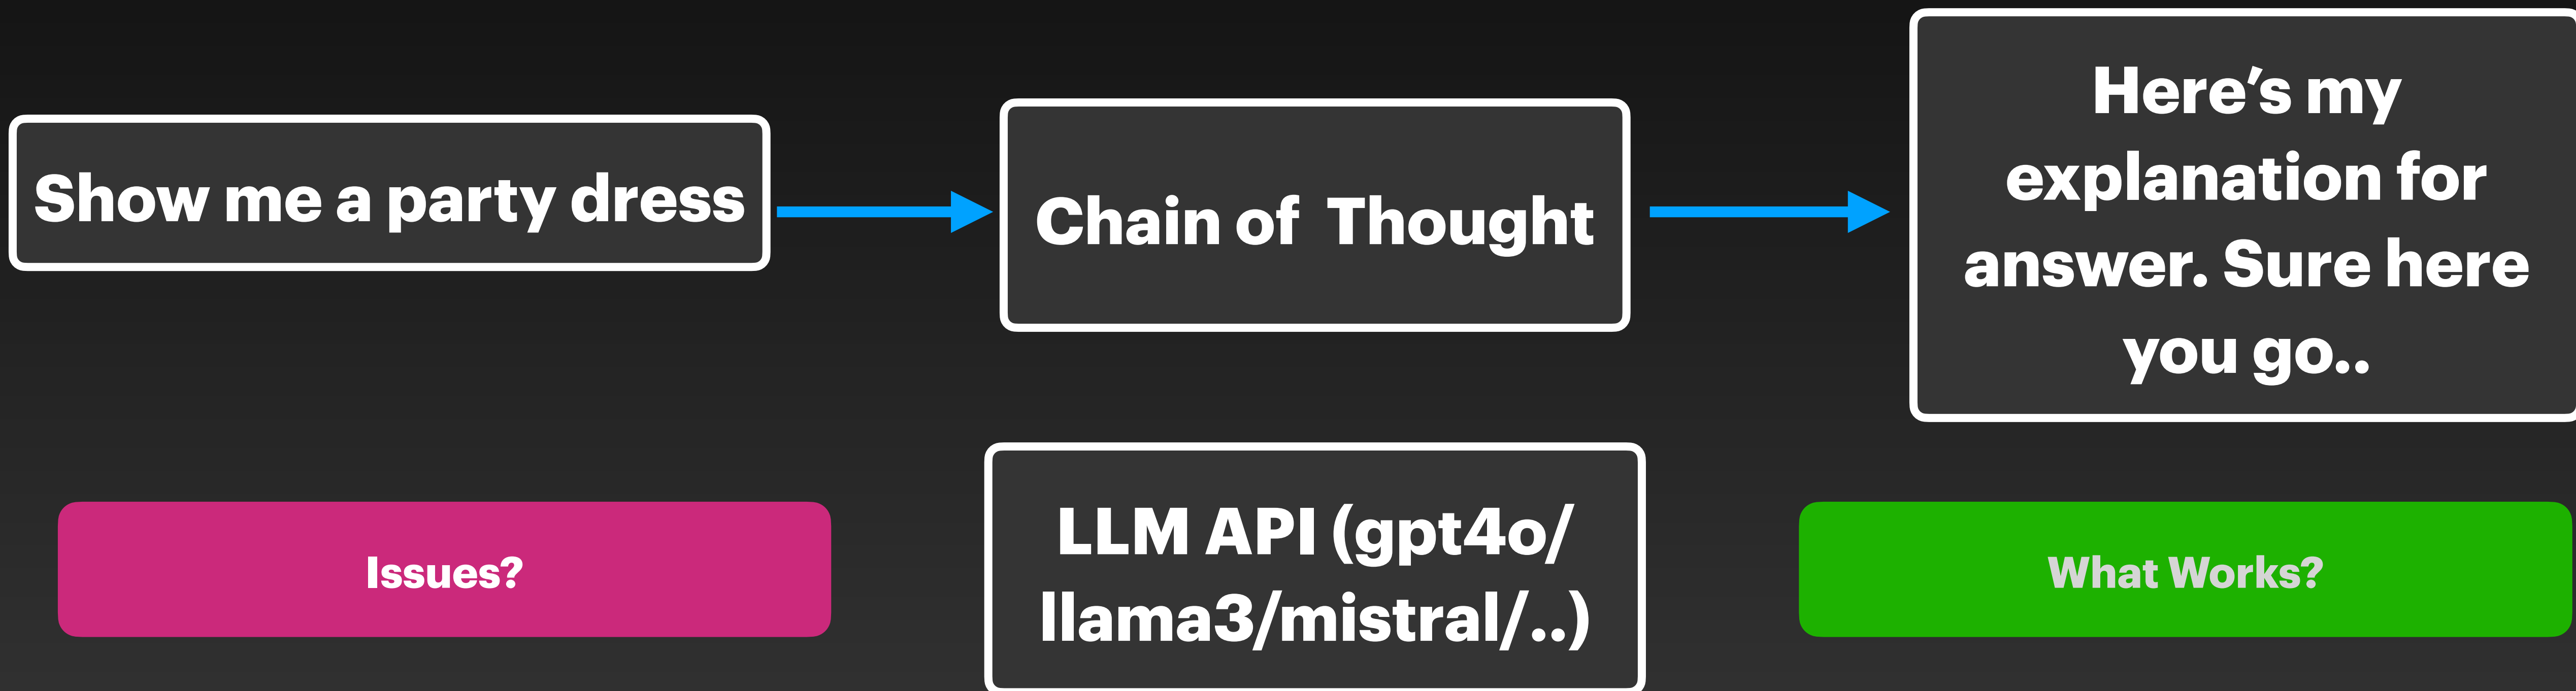 Show me a party dress
Chain of Thought
Here's my
explanation for
answer. Sure here
you go..
Issues?
LLM API (gpt4o/
llama3/mistral/..)
What Works?